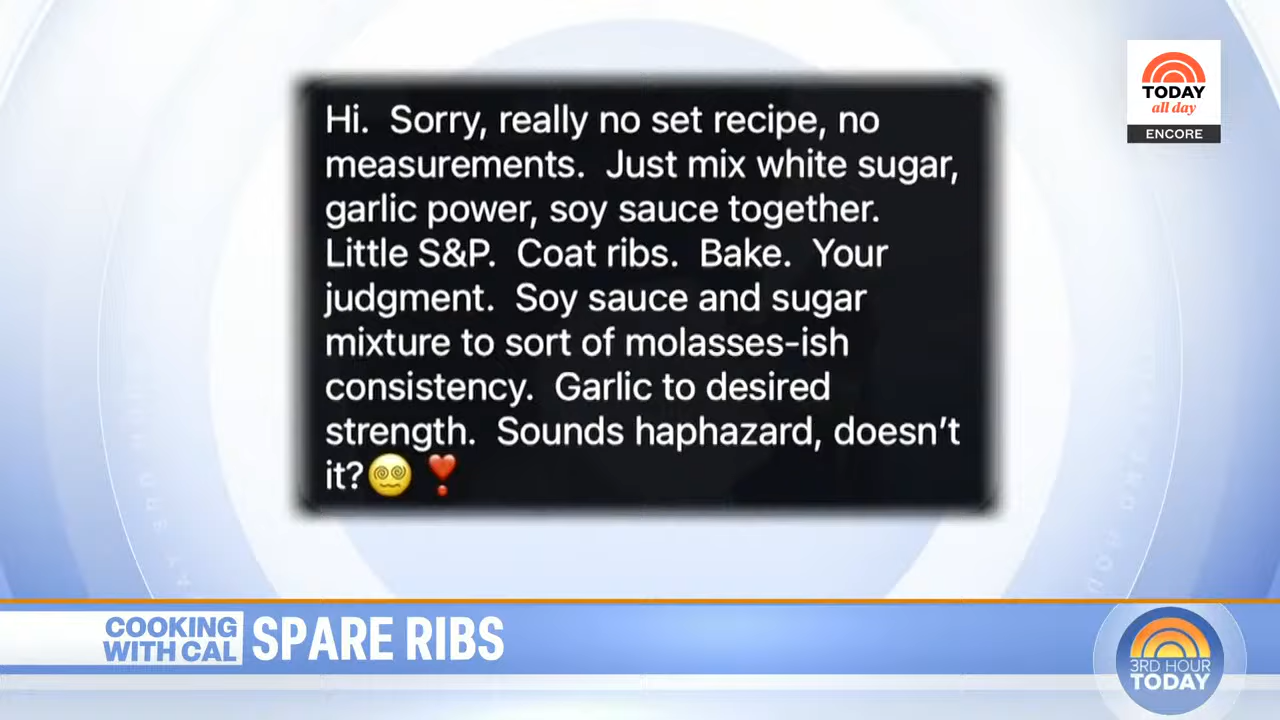 TODAY
all day
ENCORE
Hi.  Sorry, really no set recipe, no
measurements.  Just mix white sugar,
garlic power, soy sauce together.
Little S&P.  Coat ribs.  Bake.  Your
judgment.  Soy sauce and sugar
mixture to sort of molasses-ish
consistency.  Garlic to desired
strength.  Sounds haphazard, doesn’t
it?😵‍💫 ❣️
COOKING
WITH CAL
SPARE RIBS
3RD HOUR
TODAY